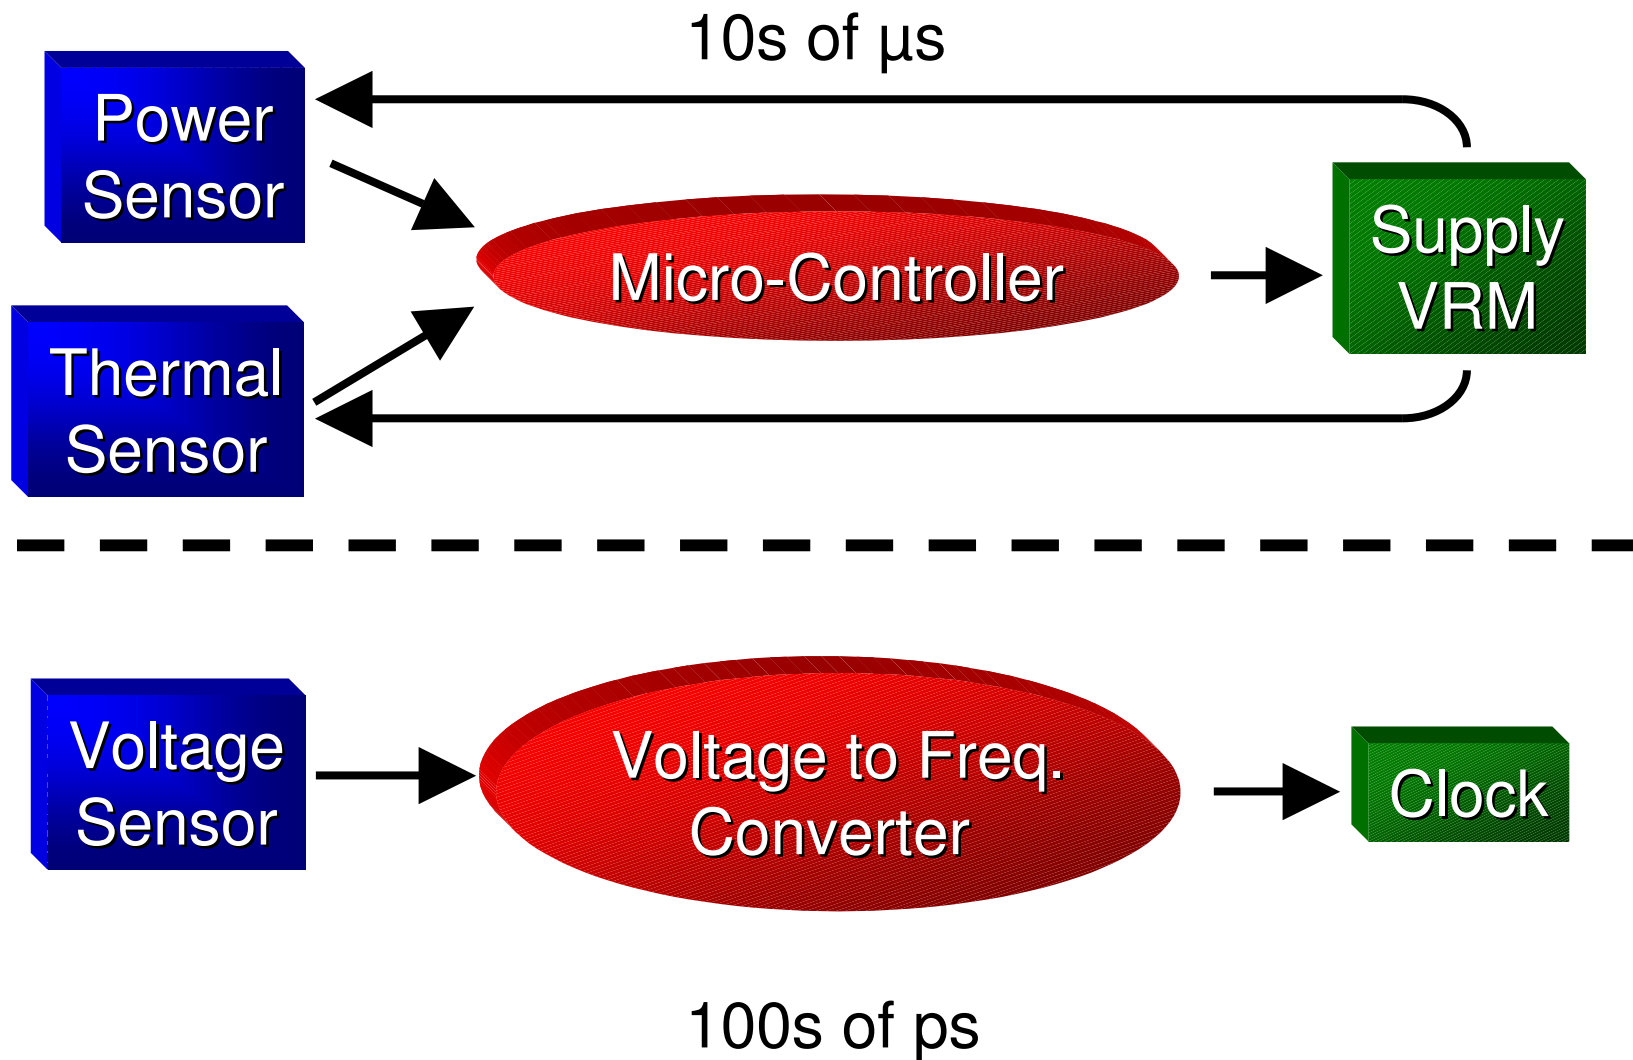 10s of µs
Power
Sensor
Micro-Controller
Supply
VRM
Thermal
Sensor
Voltage
Sensor
Voltage to Freq.
Converter
Clock
100s of ps